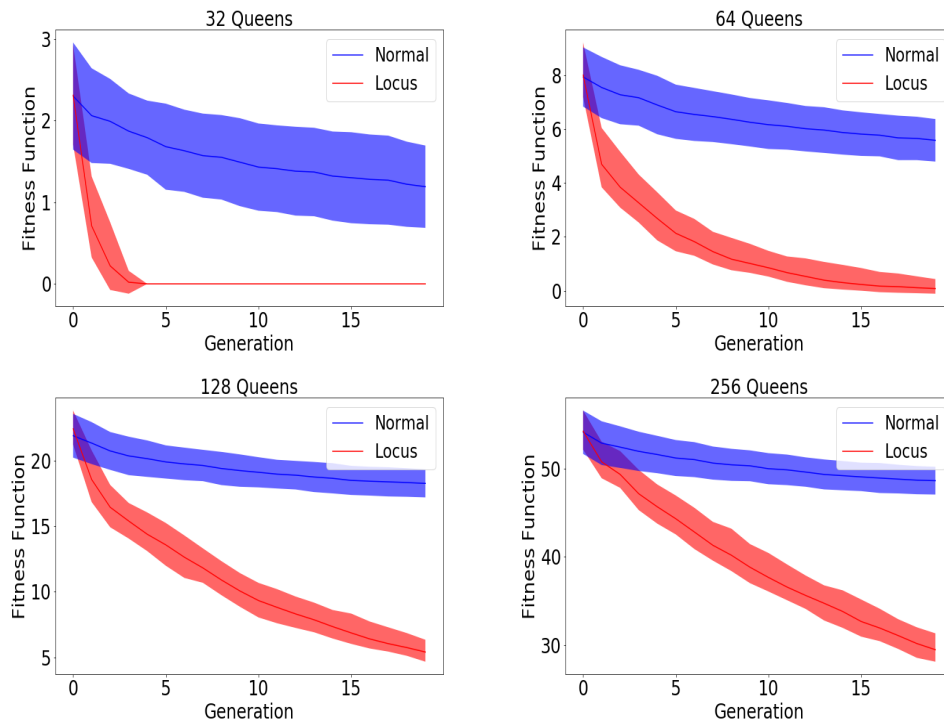 32 Queens
3
2
1
0
Fitness Function
Normal
Locus
0
5
10
15
Generation
64 Queens
8
6
4
2
0
Fitness Function
Normal
Locus
0
5
10
15
Generation
128 Queens
20
15
10
5
Fitness Function
Normal
Locus
0
5
10
15
Generation
256 Queens
50
40
30
Fitness Function
Normal
Locus
0
5
10
15
Generation